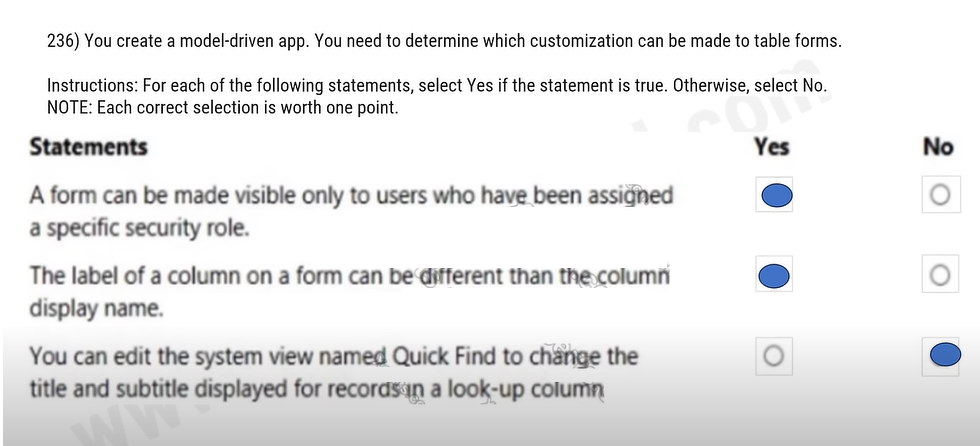 236) You create a model-driven app. You need to determine which customization can be made to table forms.
Instructions: For each of the following statements, select Yes if the statement is true. Otherwise, select No.
NOTE: Each correct selection is worth one point.
Statements Yes No
A form can be made visible only to users who have been assigned
a specific security role.
The label of a column on a form can be different than the column
display name.
You can edit the system view named Quick Find to change the
title and subtitle displayed for records in a look-up column
.com
www.